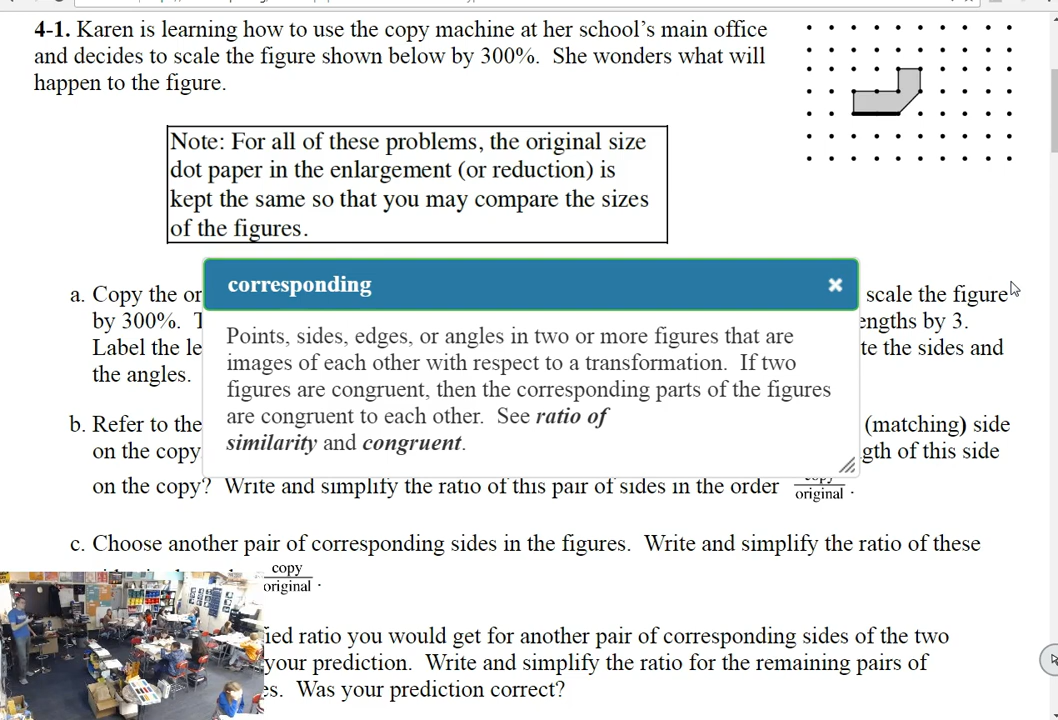 4-1. Karen is learning how to use the copy machine at her school's main office
and decides to scale the figure shown below by 300%. She wonders what will
happen to the figure.
Note: For all of these problems, the original size
dot paper in the enlargement (or reduction) is
kept the same so that you may compare the sizes
of the figures.
corresponding
a. Copy the or scale the figure
by 300%. engths by 3.
Points, sides, edges, or angles in two or more figures that are
Label the le te the sides and
images of each other with respect to a transformation. If two
the angles.
figures are congruent, then the corresponding parts of the figures
are congruent to each other. See ratio of
similarity and congruent.
b. Refer to the (matching) side
on the copy gth of this side
on the copy? Write and simplify the ratio of this pair of sides in the order copy
original .
c. Choose another pair of corresponding sides in the figures. Write and simplify the ratio of these
copy
original .
ied ratio you would get for another pair of corresponding sides of the two
your prediction. Write and simplify the ratio for the remaining pairs of
es. Was your prediction correct?